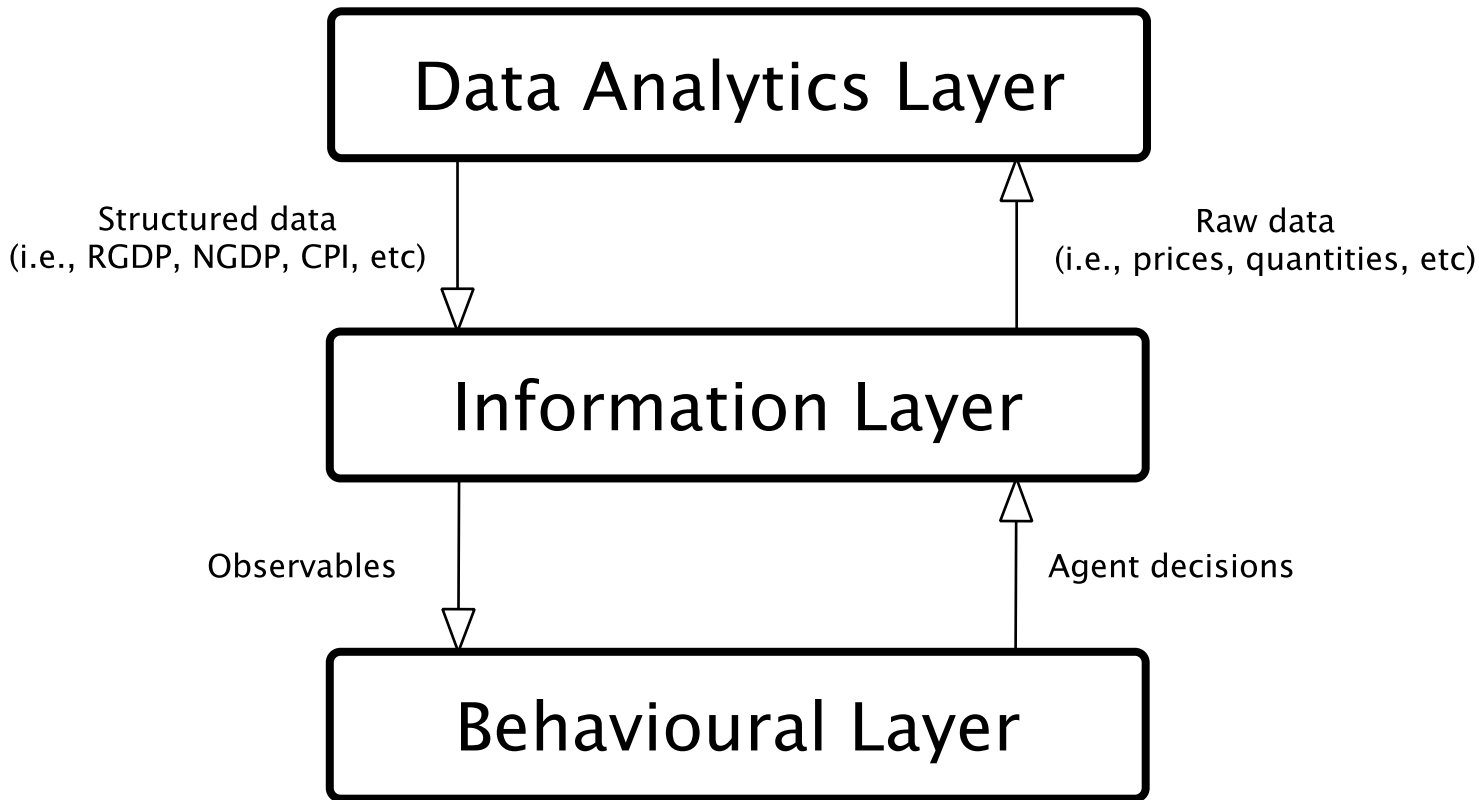 Data Analytics Layer
Structured data
(i.e., RGDP, NGDP, CPI, etc)
Raw data
(i.e., prices, quantities, etc)
Information Layer
Observables
Agent decisions
Behavioural Layer